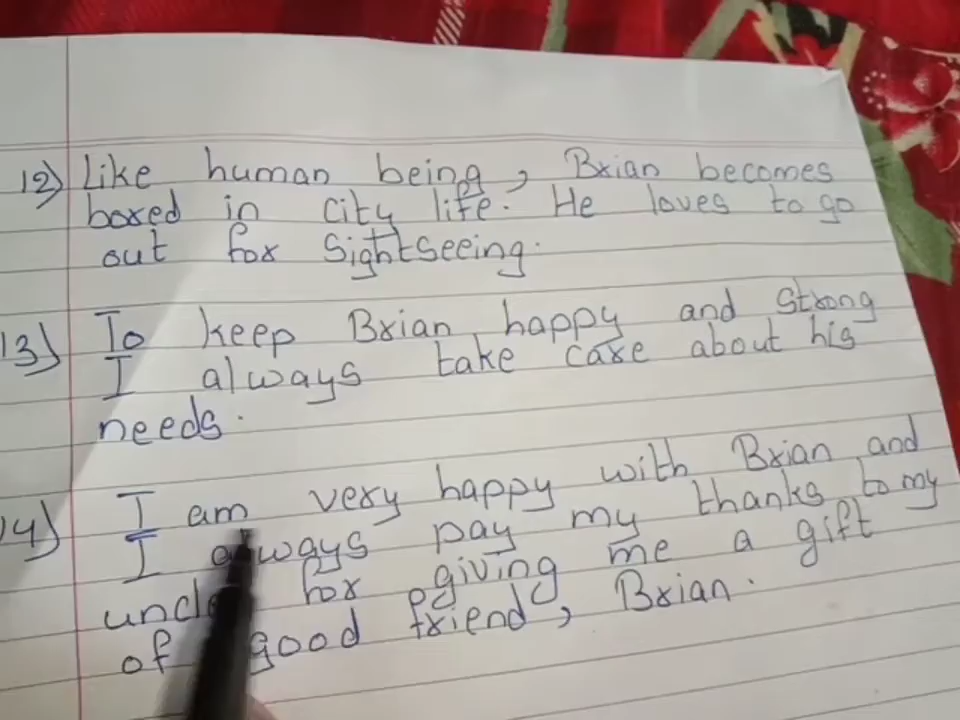 12) Like human being, Brian becomes
boxed in city life. He loves to go
out for sightseeing.
13) To keep Brian happy and strong
I always take care about his
needs.
14) I am very happy with Brian and
I always pay my thanks to my
uncle for giving me a gift
of good friend, Brian.